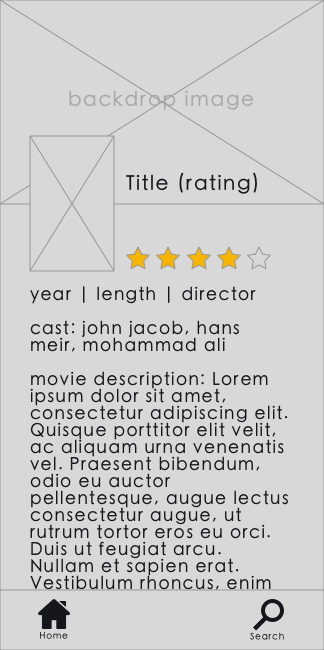 backdrop image
Title (rating)
year | length | director
cast: john jacob, hans
meir, mohammad ali
movie description: Lorem
ipsum dolor sit amet,
consectetur adipiscing elit.
Quisque porttitor elit velit,
ac aliquam urna venenatis
vel. Praesent bibendum,
odio eu auctor
pellentesque, augue lectus
consectetur augue, ut
rutrum tortor eros eu orci.
Duis ut feugiat arcu.
Nullam et sapien erat.
Vestibulum rhoncus, enim
Home
Search